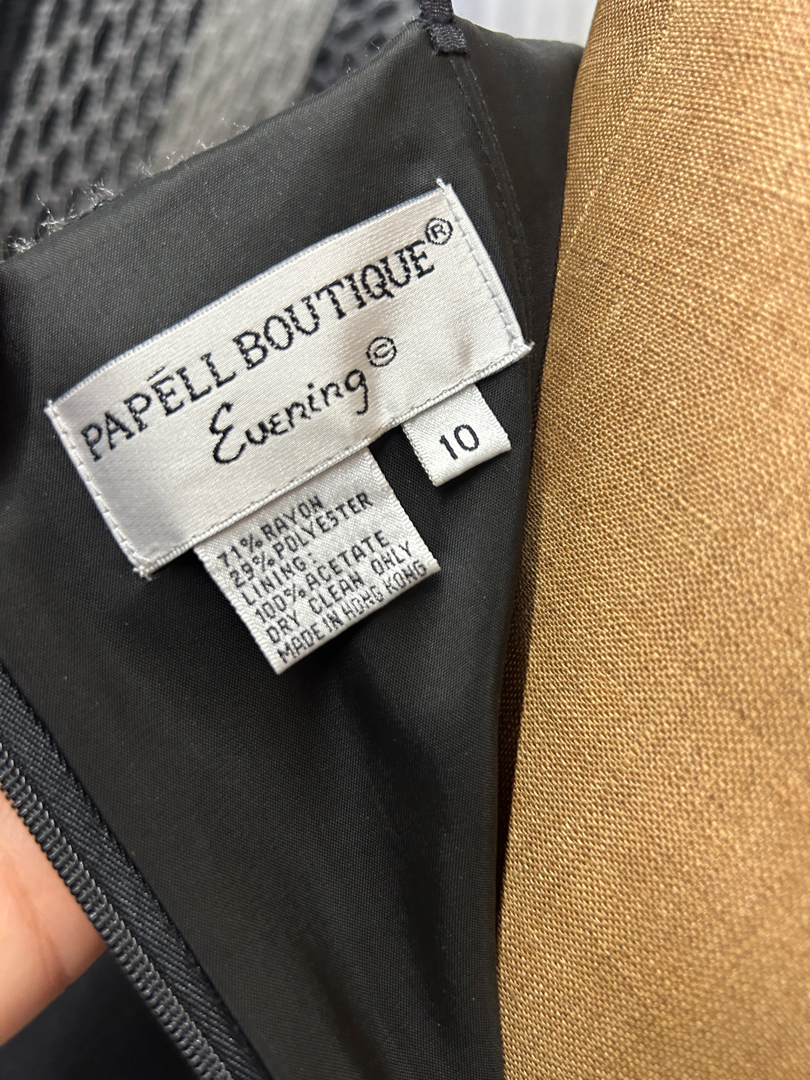 PAPÉLL BOUTIQUE®
Evening©
10
71% RAYON
29% POLYESTER
LINING:
100% ACETATE
DRY CLEAN ONLY
MADE IN HONG KONG